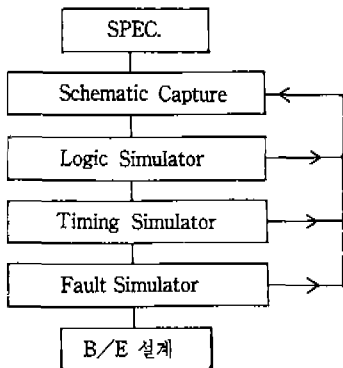 SPEC.
Schematic Capture
Logic Simulator
Timing Simulator
Fault Simulator
B/E 설계